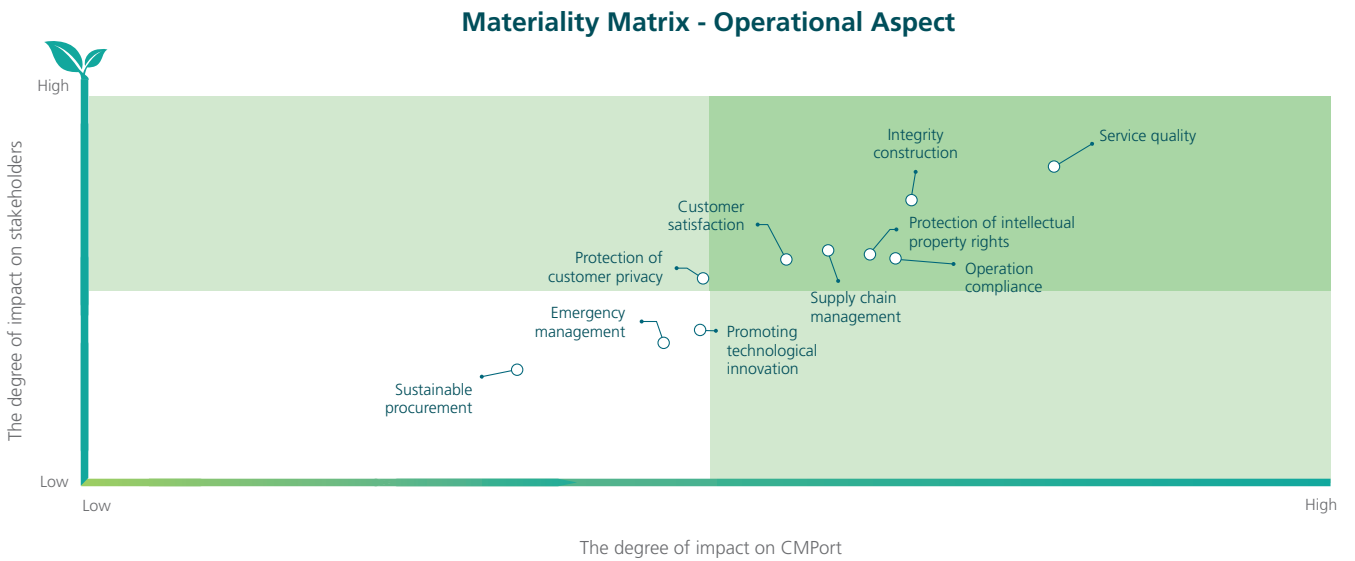 Materiality Matrix - Operational Aspect
High
The degree of impact on stakeholders
Integrity
construction
Service quality
Customer
satisfaction
Protection of intellectual
property rights
Protection of
customer privacy
Operation
compliance
Supply chain
management
Emergency
management
Promoting
technological
innovation
Sustainable
procurement
Low
Low
High
The degree of impact on CMPort